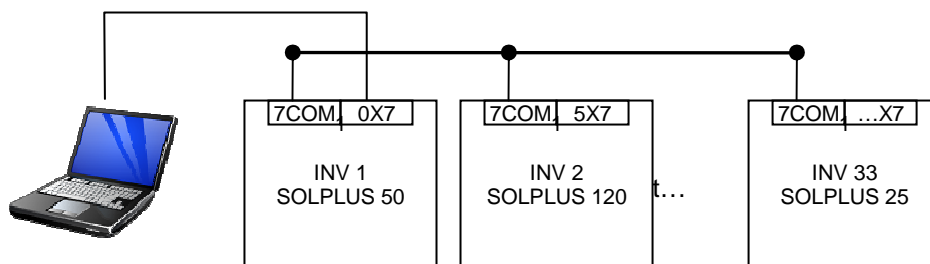 7COM, 0X7
7COM, 5X7
7COM, …X7
INV 1
SOLPLUS 50
INV 2
SOLPLUS 120
t…
INV 33
SOLPLUS 25